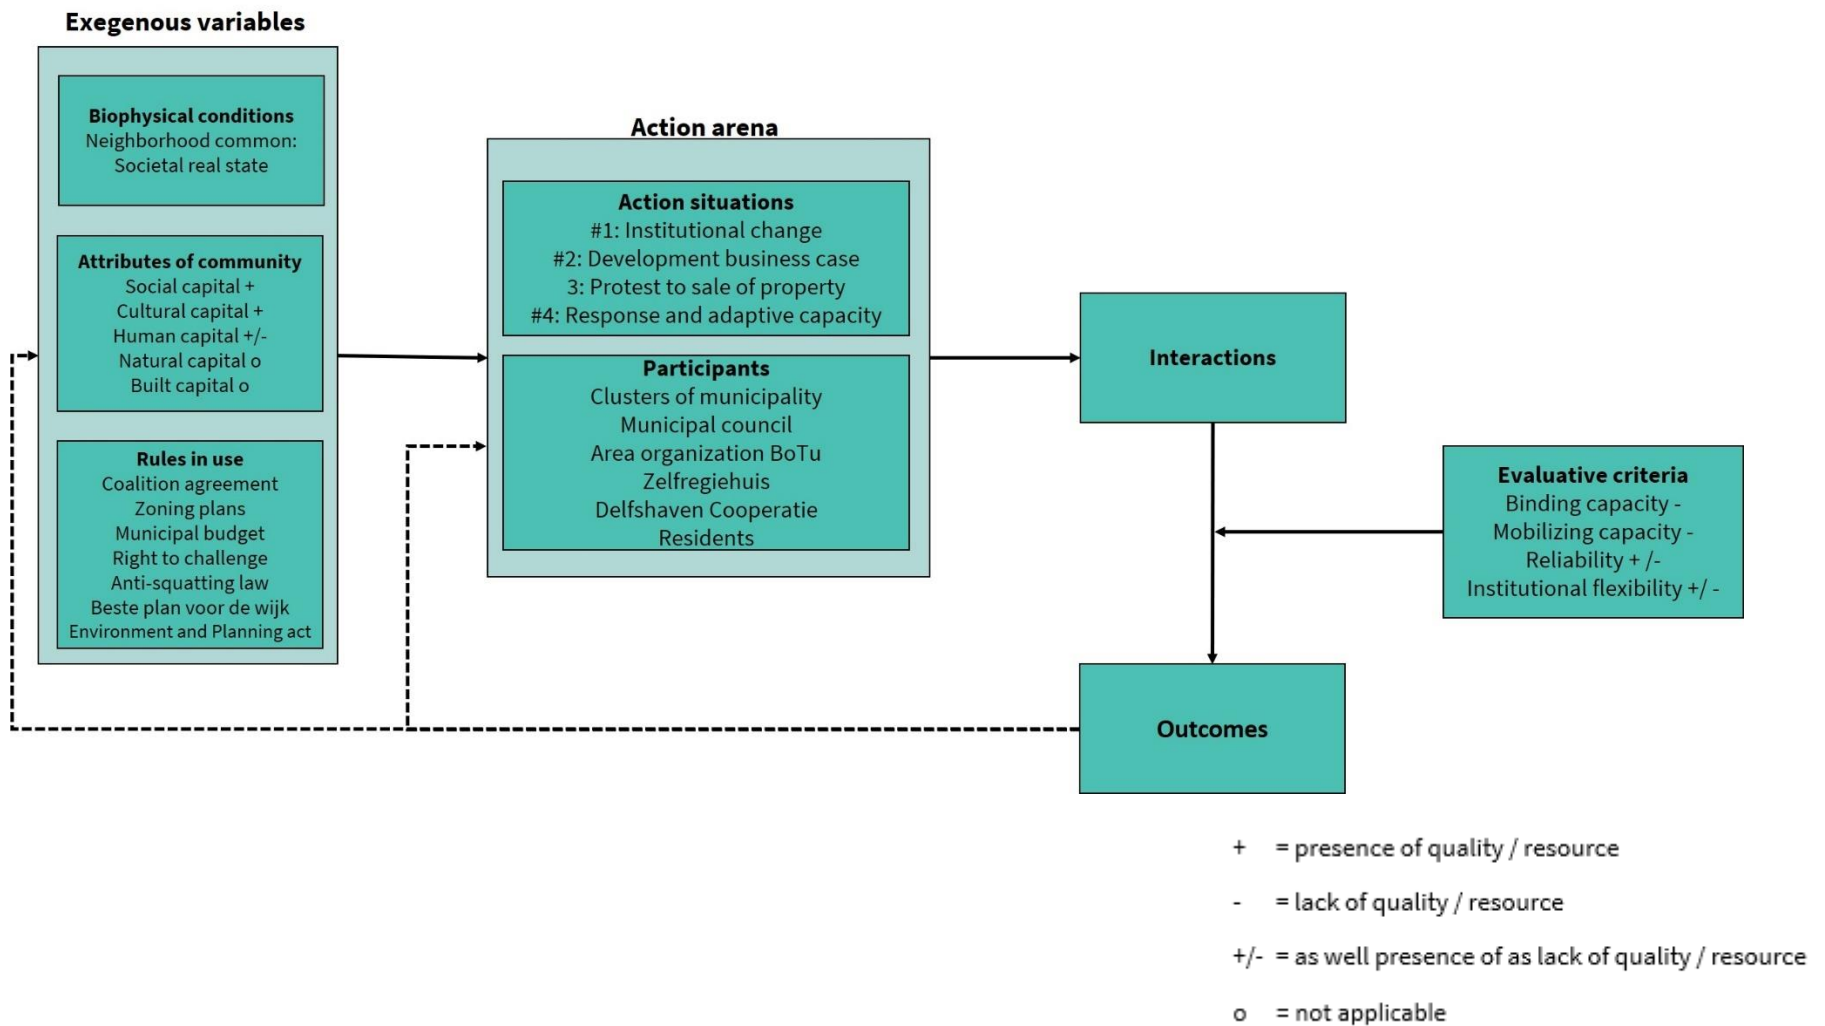 Exegenous variables
Biophysical conditions
Neighborhood common:
Societal real state
Attributes of community
Social capital +
Cultural capital +
Human capital +/-
Natural capital o
Built capital o
Rules in use
Coalition agreement
Zoning plans
Municipal budget
Right to challenge
Anti-squatting law
Beste plan voor de wijk
Environment and Planning act
Action arena
Action situations
#1: Institutional change
#2: Development business case
3: Protest to sale of property
#4: Response and adaptive capacity
Participants
Clusters of municipality
Municipal council
Area organization BoTu
Zelfregiehuis
Delfshaven Cooperatie
Residents
Interactions
Evaluative criteria
Binding capacity -
Mobilizing capacity -
Reliability + /-
Institutional flexibility +/ -
Outcomes
+ = presence of quality / resource
- = lack of quality / resource
+/- = as well presence of as lack of quality / resource
o = not applicable